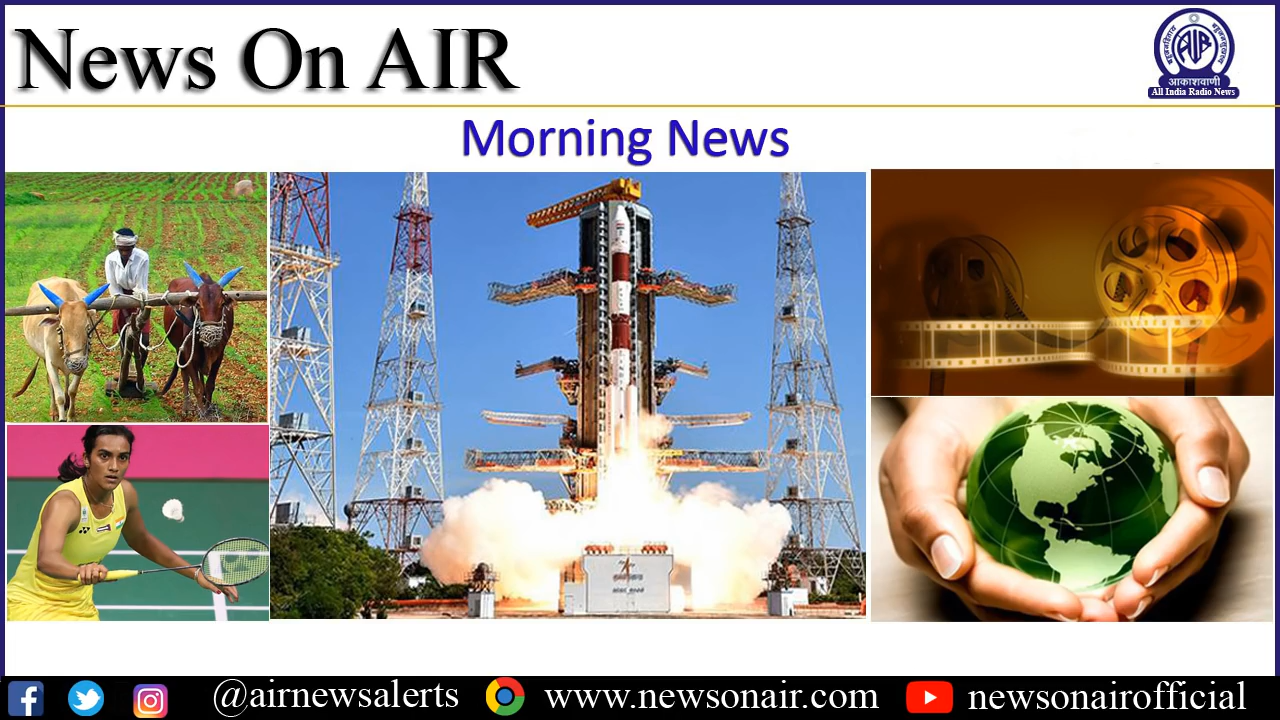 News On AIR
आकाशवाणी
All India Radio News
Morning News
@airnewsalerts
www.newsonair.com
newsonairofficial